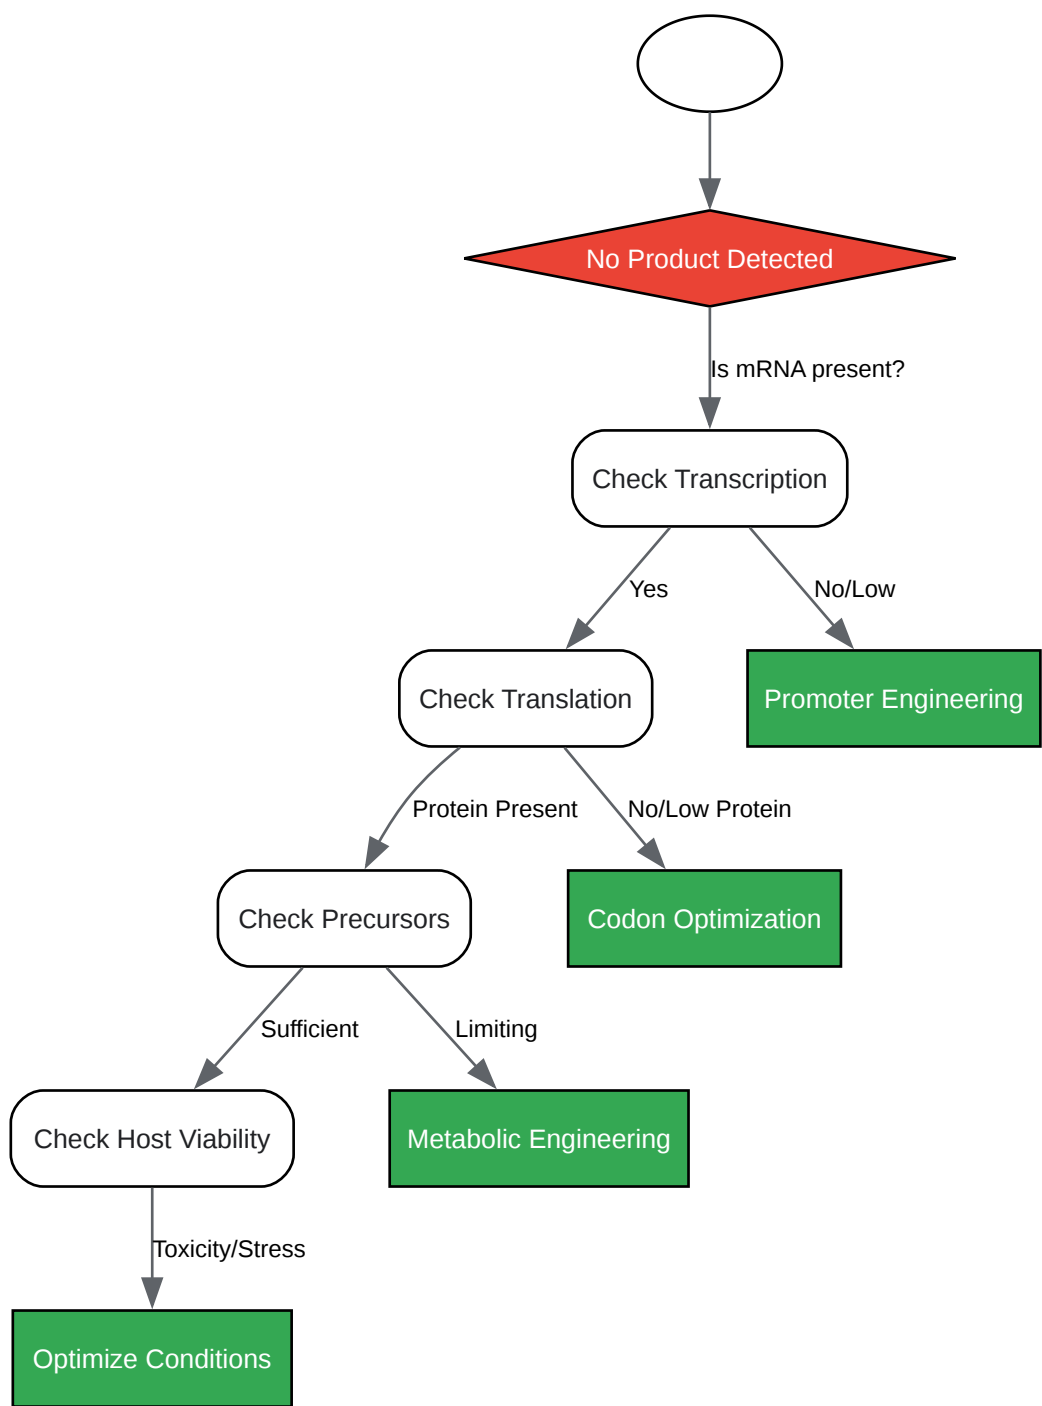 No Product Detected
Is mRNA present?
Check Transcription
Yes
No/Low
Check Translation
Promoter Engineering
Protein Present
No/Low Protein
Check Precursors
Codon Optimization
Sufficient
Limiting
Check Host Viability
Metabolic Engineering
Toxicity/Stress
Optimize Conditions